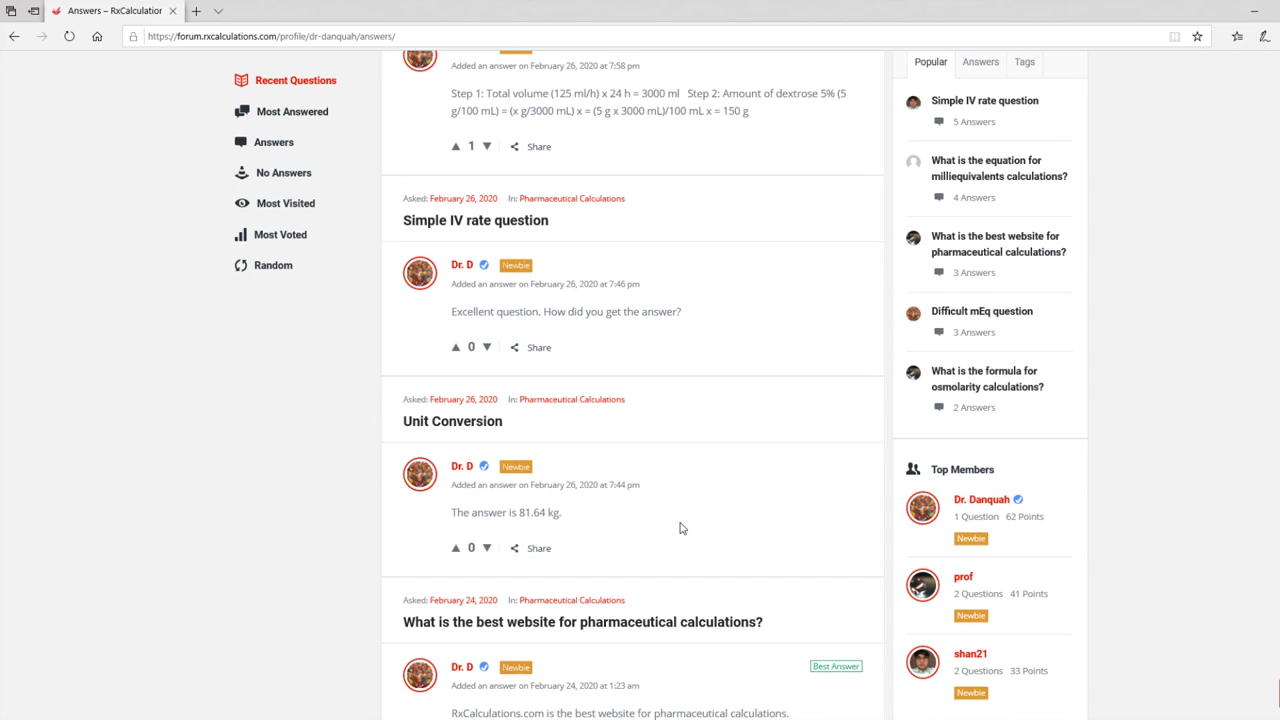 Answers – RxCalculation
https://forum.rxcalculations.com/profile/dr-danquah/answers/
Recent Questions
Most Answered
Answers
No Answers
Most Visited
Most Voted
Random
Added an answer on February 26, 2020 at 7:58 pm
Step 1: Total volume (125 ml/h) x 24 h = 3000 ml Step 2: Amount of dextrose 5% (5
g/100 mL) = (x g/3000 mL) x = (5 g x 3000 mL)/100 mL x = 150 g
1 Share
Asked: February 26, 2020 In: Pharmaceutical Calculations
Simple IV rate question
Dr. D Newbie
Added an answer on February 26, 2020 at 7:46 pm
Excellent question. How did you get the answer?
0 Share
Asked: February 26, 2020 In: Pharmaceutical Calculations
Unit Conversion
Dr. D Newbie
Added an answer on February 26, 2020 at 7:44 pm
The answer is 81.64 kg.
0 Share
Asked: February 24, 2020 In: Pharmaceutical Calculations
What is the best website for pharmaceutical calculations?
Dr. D Newbie Best Answer
Added an answer on February 24, 2020 at 1:23 am
RxCalculations.com is the best website for pharmaceutical calculations.
Popular Answers Tags
Simple IV rate question
5 Answers
What is the equation for
milliequivalents calculations?
4 Answers
What is the best website for
pharmaceutical calculations?
3 Answers
Difficult mEq question
3 Answers
What is the formula for
osmolarity calculations?
2 Answers
Top Members
Dr. Danquah
1 Question 62 Points
Newbie
prof
2 Questions 41 Points
Newbie
shan21
2 Questions 33 Points
Newbie